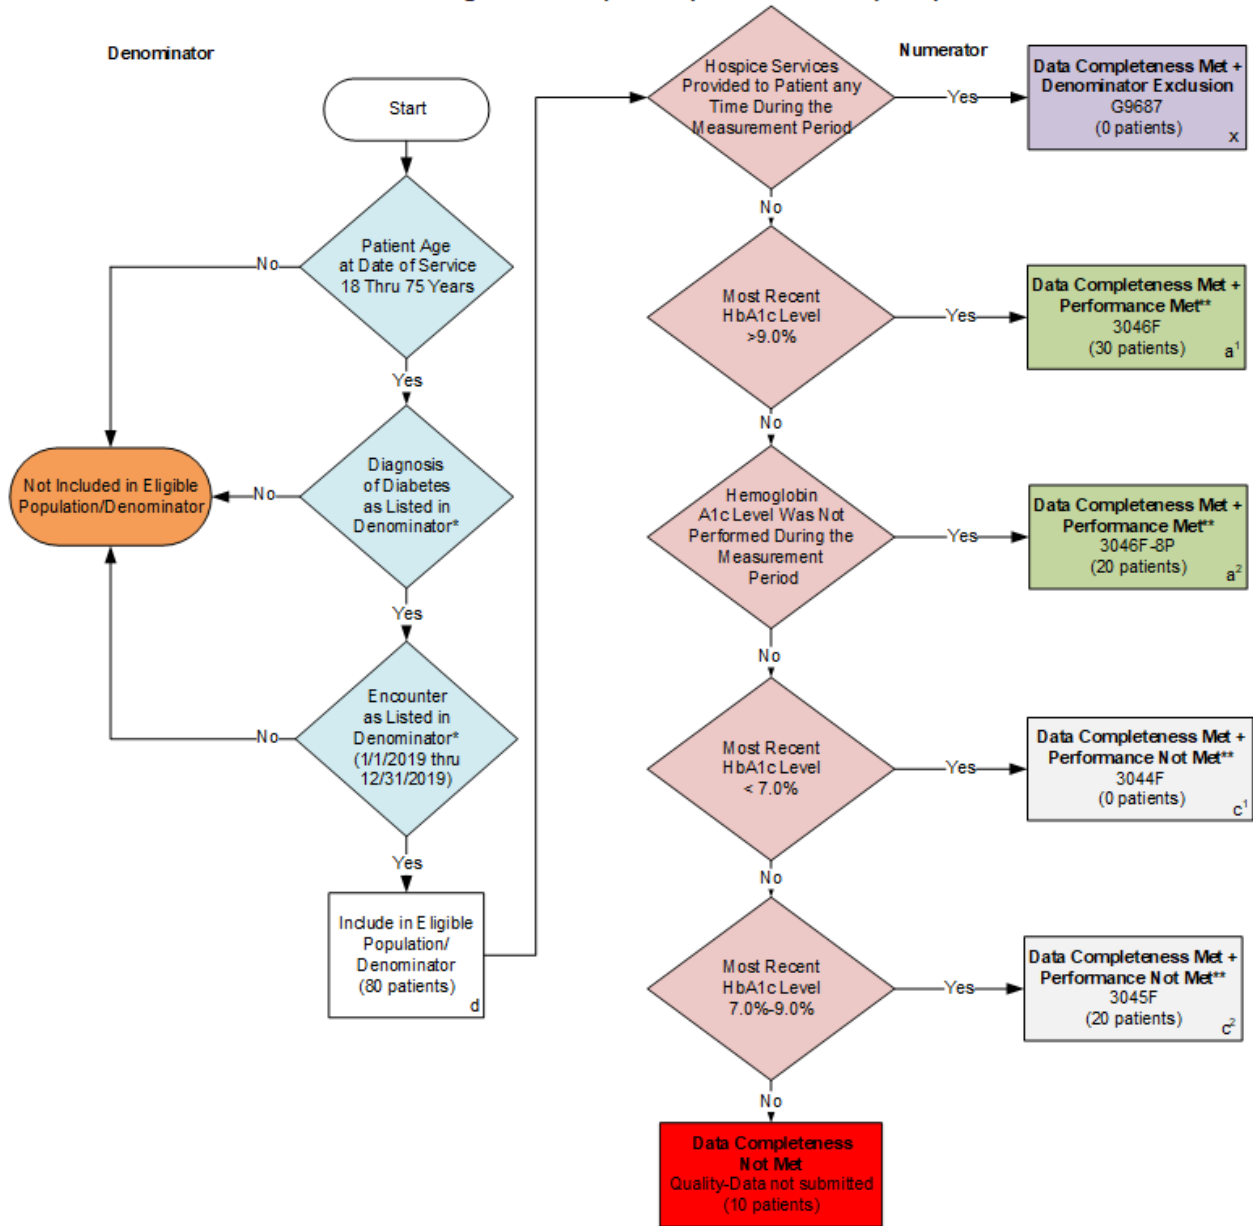 Denominator
Start
Patient Age
at Date of Service
18 Thru 75 Years
No
Yes
Diagnosis
of Diabetes
as Listed in
Denominator*
No
Not Included in Eligible
Population/Denominator
Yes
Encounter
as Listed in
Denominator*
(1/1/2019 thru
12/31/2019)
No
Yes
Include in Eligible
Population/
Denominator
(80 patients)
d
Numerator
Hospice Services
Provided to Patient any
Time During the
Measurement Period
Yes
Data Completeness Met +
Denominator Exclusion
G9687
(0 patients)
x
No
Most Recent
HbA1c Level
>9.0%
Yes
Data Completeness Met +
Performance Met**
3046F
(30 patients)
a¹
No
Hemoglobin
A1c Level Was Not
Performed During the
Measurement
Period
Yes
Data Completeness Met +
Performance Met**
3046F-8P
(20 patients)
a²
No
Most Recent
HbA1c Level
< 7.0%
Yes
Data Completeness Met +
Performance Not Met**
3044F
(0 patients)
c¹
No
Most Recent
HbA1c Level
7.0%-9.0%
Yes
Data Completeness Met +
Performance Not Met**
3045F
(20 patients)
c²
No
Data Completeness
Not Met
Quality-Data not submitted
(10 patients)